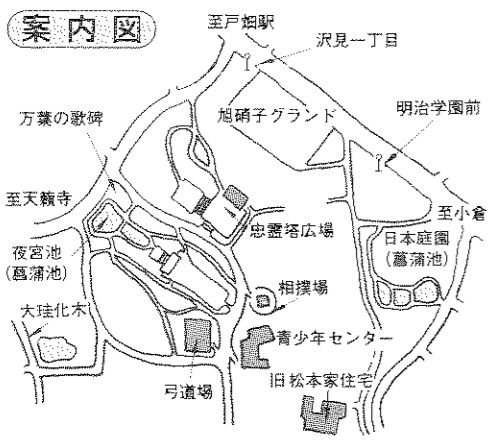 案内図
至戸畑駅
沢見一丁目
旭硝子グランド
万葉の歌碑
明治学園前
至天籟寺
忠霊塔広場
至小倉
夜宮池
(菖蒲池)
日本庭園
(菖蒲池)
相撲場
大珪化木
青少年センター
弓道場
旧松本家住宅